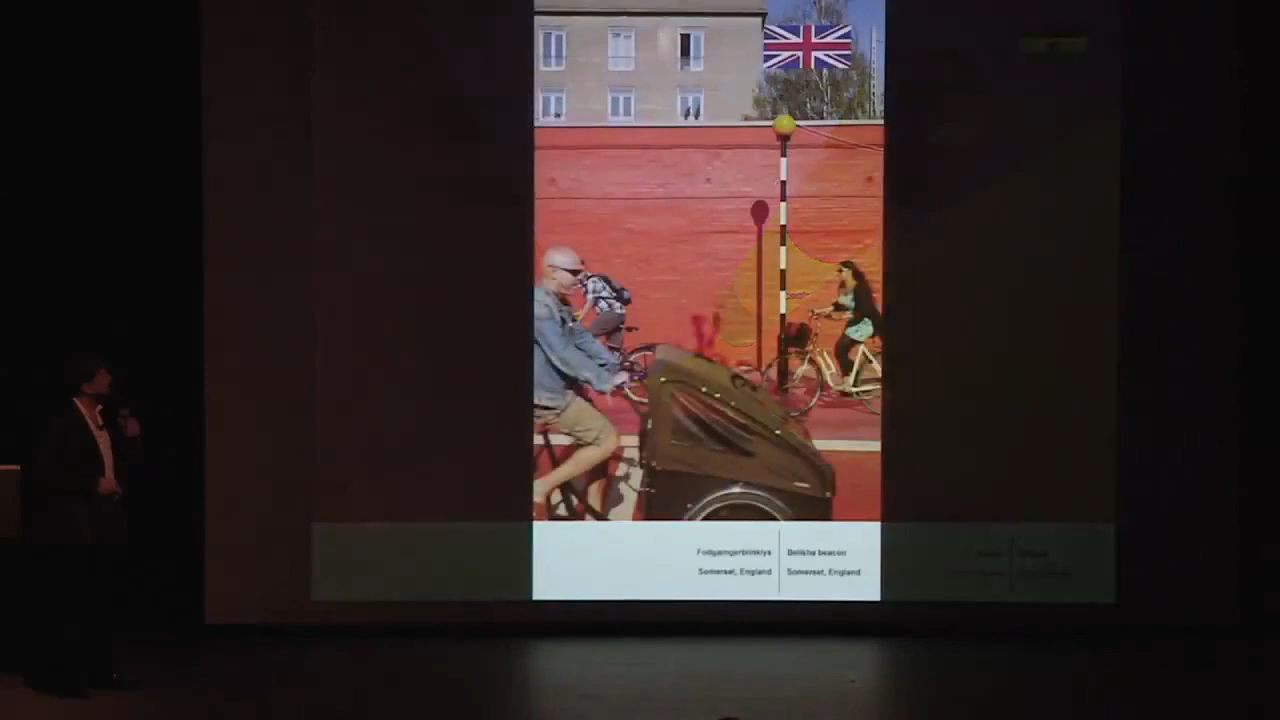 Fodgængerblinklys
Belisha beacon
Somerset, England
Somerset, England